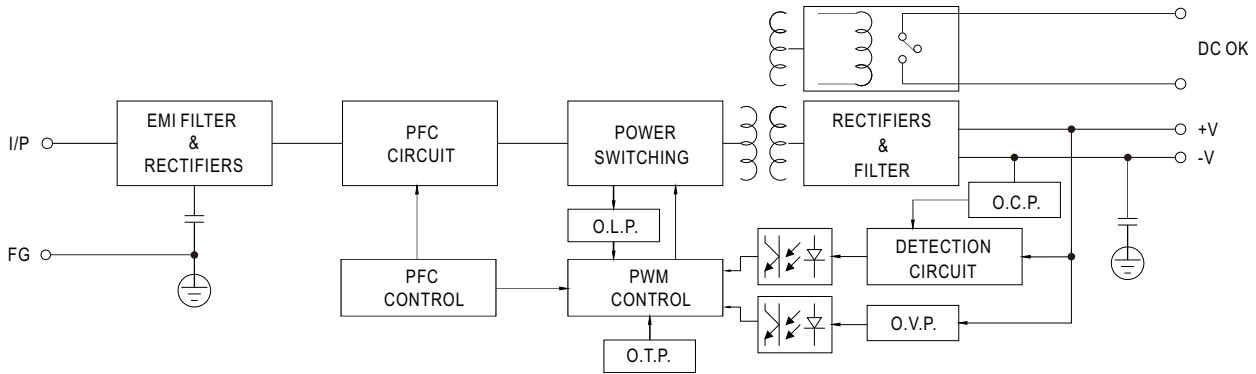 DC OK
I/P
EMI FILTER
&
RECTIFIERS
PFC
CIRCUIT
POWER
SWITCHING
RECTIFIERS
&
FILTER
+V
-V
O.L.P.
O.C.P.
FG
PFC
CONTROL
PWM
CONTROL
DETECTION
CIRCUIT
O.V.P.
O.T.P.